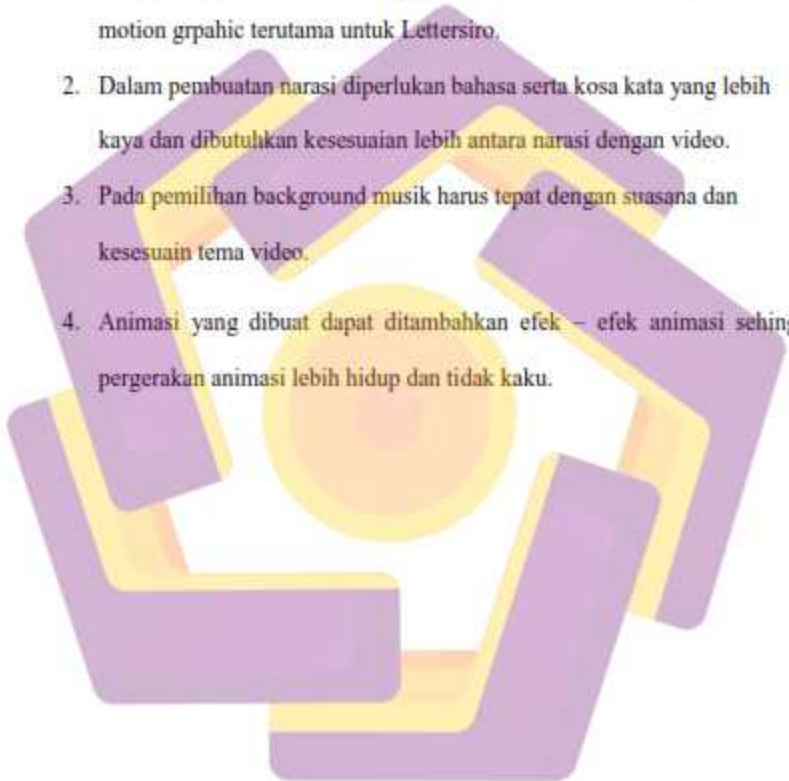 motion grpahic terutama untuk Lettersiro.
2. Dalam pembuatan narasi diperlukan bahasa serta kosa kata yang lebih
kaya dan dibutuhkan kesesuaian lebih antara narasi dengan video.
3. Pada pemilihan background musik harus tepat dengan suasana dan
kesesuain tema video.
4. Animasi yang dibuat dapat ditambahkan efek – efek animasi sehing
pergerakan animasi lebih hidup dan tidak kaku.